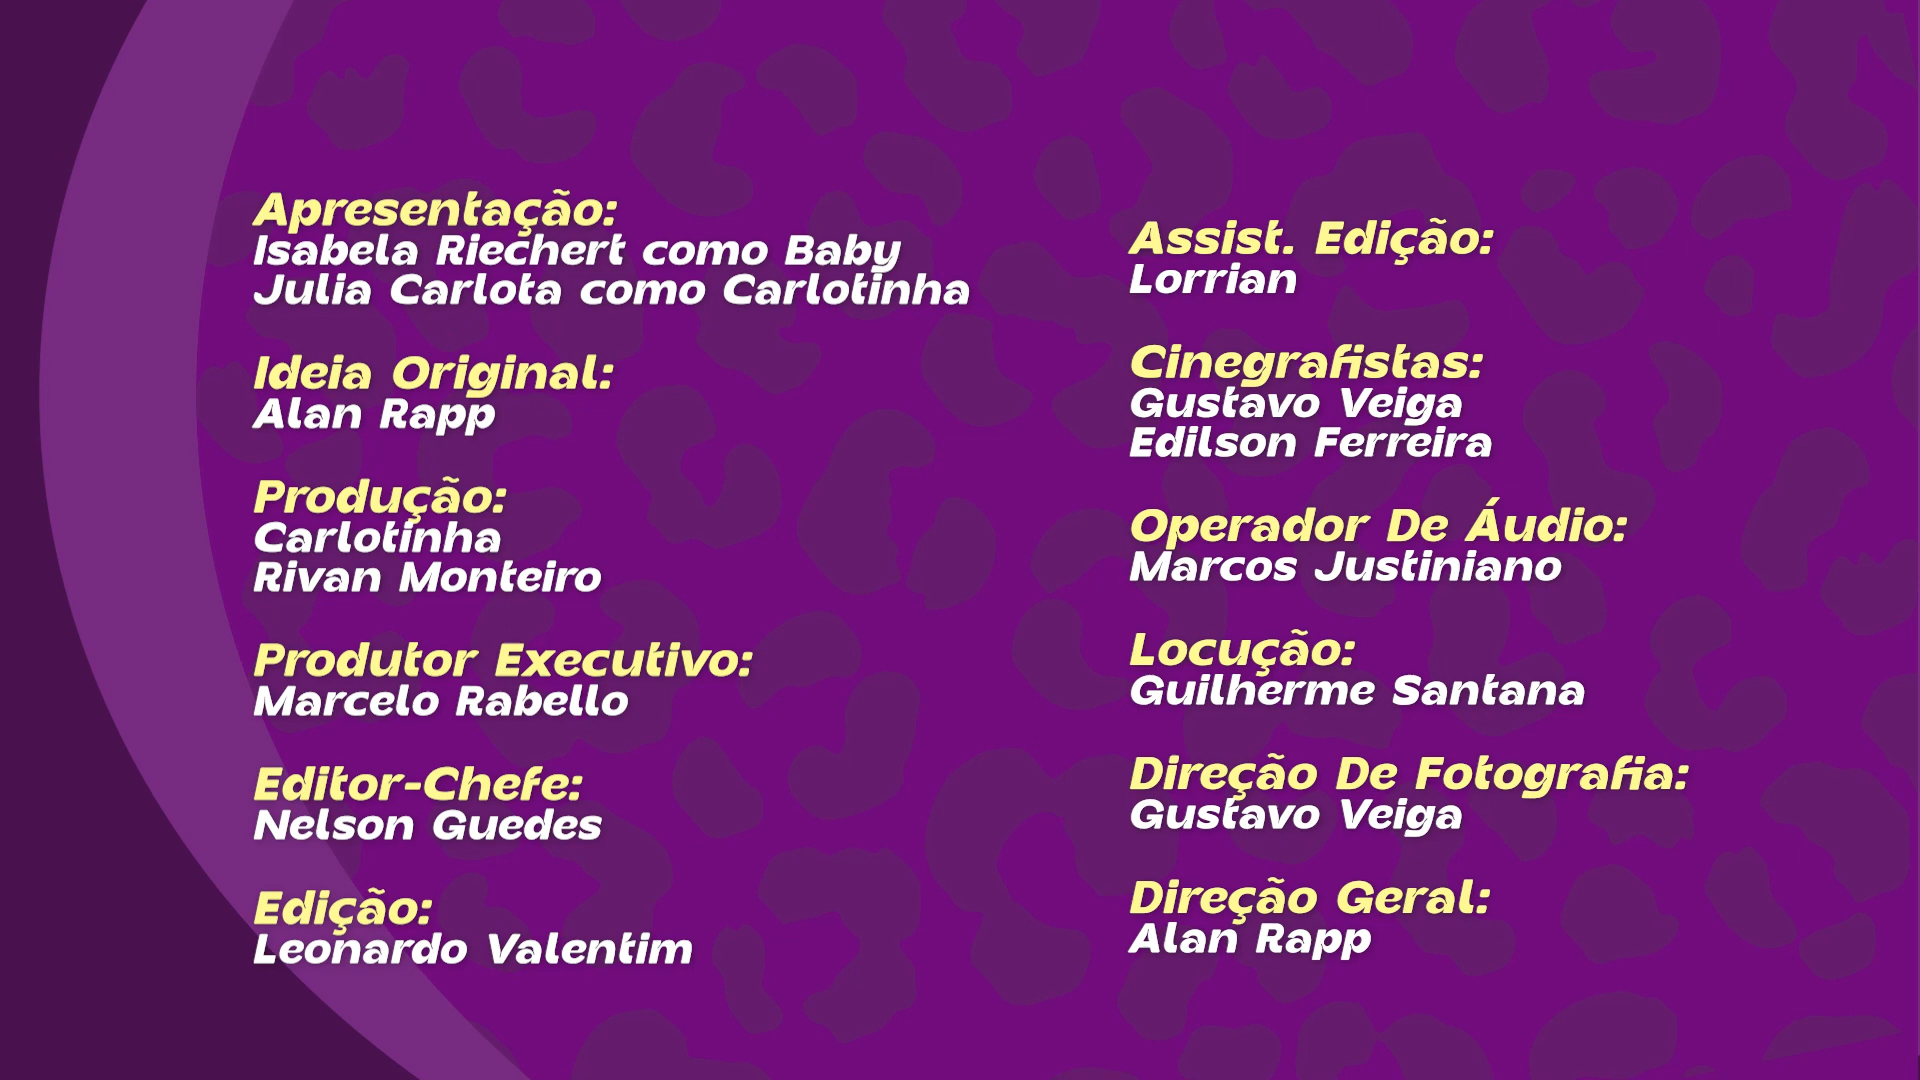 Apresentação:
Isabela Riechert como Baby
Julia Carlota como Carlotinha
Ideia Original:
Alan Rapp
Produção:
Carlotinha
Rivan Monteiro
Produtor Executivo:
Marcelo Rabello
Editor-Chefe:
Nelson Guedes
Edição:
Leonardo Valentim
Assist. Edição:
Lorrian
Cinegrafistas:
Gustavo Veiga
Edilson Ferreira
Operador De Áudio:
Marcos Justiniano
Locução:
Guilherme Santana
Direção De Fotografia:
Gustavo Veiga
Direção Geral:
Alan Rapp